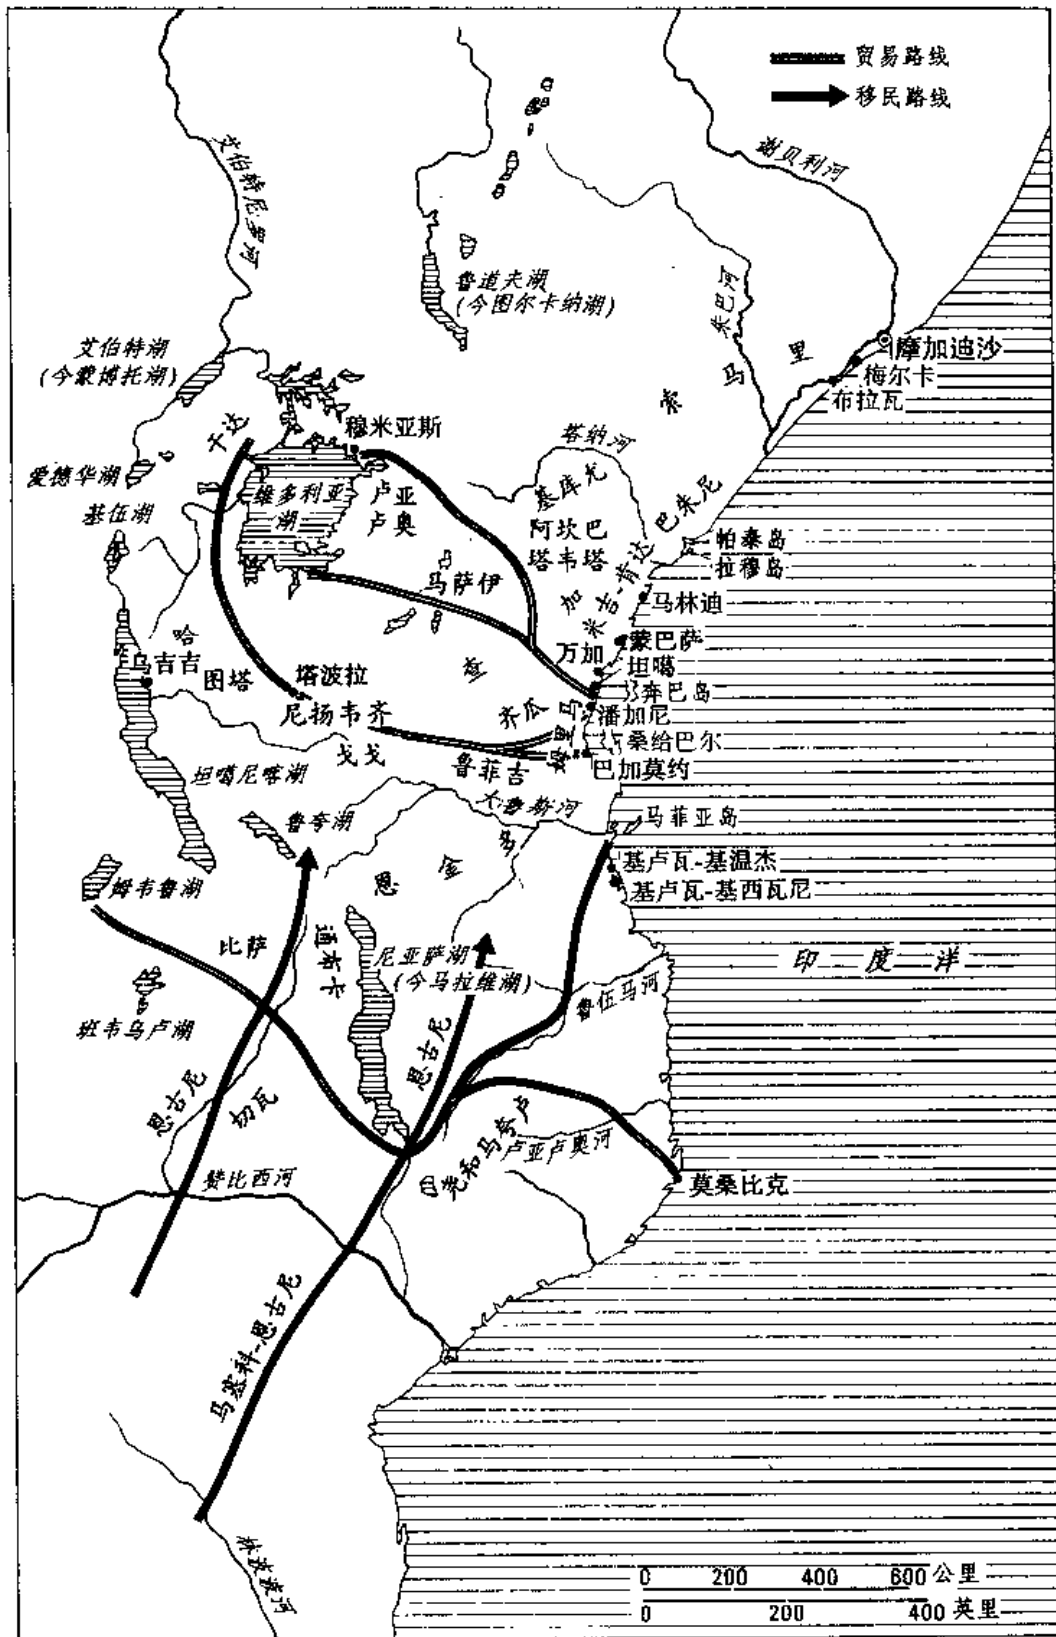 贸易路线
移民路线
艾伯特尼罗河
谢贝利河
鲁道夫湖
(今图尔卡纳湖)
朱巴河
艾伯特湖
(今蒙博托湖)
索马里
摩加迪沙
梅尔卡
布拉瓦
干达
穆米亚斯
塔纳河
爱德华湖
维多利亚
湖
卢亚
卢奥
基库尤
基伍湖
阿坎巴
塔韦塔
巴朱尼
帕泰岛
拉穆岛
马萨伊
加
米吉-肯达
马林迪
哈
乌吉吉
图塔
塔波拉
万加
蒙巴萨
坦噶
奔巴岛
尼扬韦齐
齐瓜
潘加尼
桑给巴尔
戈戈
鲁菲吉
巴加莫约
坦噶尼喀湖
鲁夸湖
马菲亚岛
恩金多
基卢瓦-基温杰
基卢瓦-基西瓦尼
姆韦鲁湖
比萨
通布卡
尼亚萨湖
(今马拉维湖)
印度洋
班韦乌卢湖
鲁伍马河
恩古尼
恩古尼
切瓦
卢亚卢奥河
赞比西河
莫桑比克
马塞科-恩古尼
林波波河
0 200 400 600 公里
0 200 400 英里